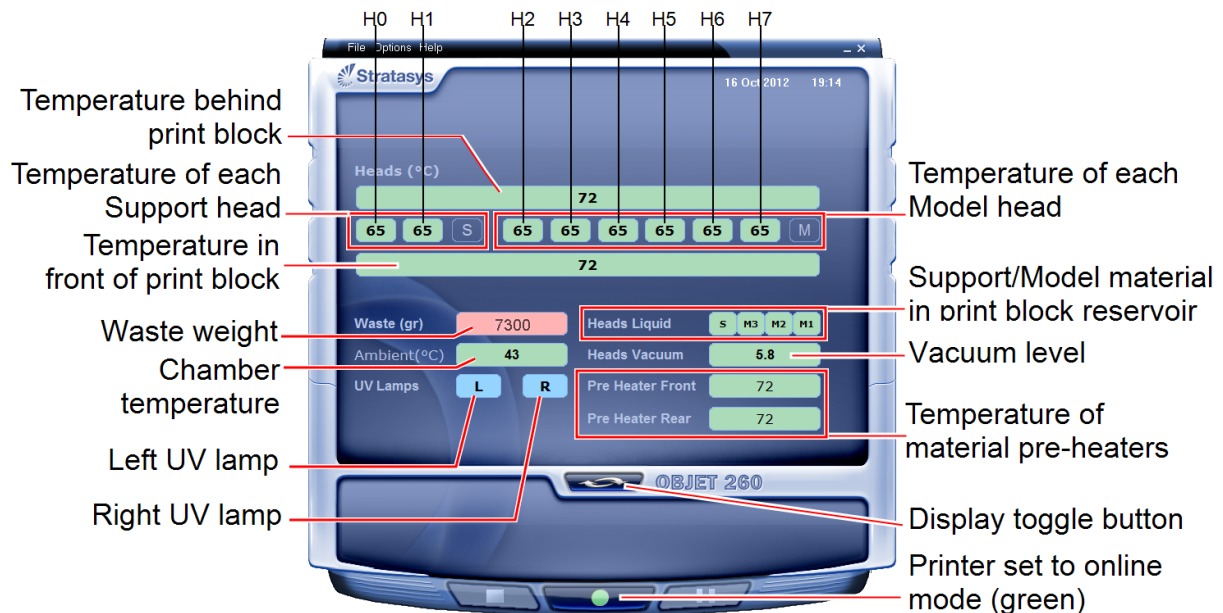 H0 H1 H2 H3 H4 H5 H6 H7
File Options Help
Stratasys
16 Oct 2012 19:14
Temperature behind
print block
Heads (°C)
72
Temperature of each
Support head
65 65 S 65 65 65 65 65 65 M
Temperature of each
Model head
Temperature in
front of print block
72
Support/Model material
in print block reservoir
Waste weight
Waste (gr) 7300 Heads Liquid S M3 M2 M1
Chamber
temperature
Ambient(°C) 43 Heads Vacuum 5.8
Vacuum level
UV Lamps L R Pre Heater Front 72
Pre Heater Rear 72
Temperature of
material pre-heaters
Left UV lamp
Right UV lamp
OBJET 260
Display toggle button
Printer set to online
mode (green)